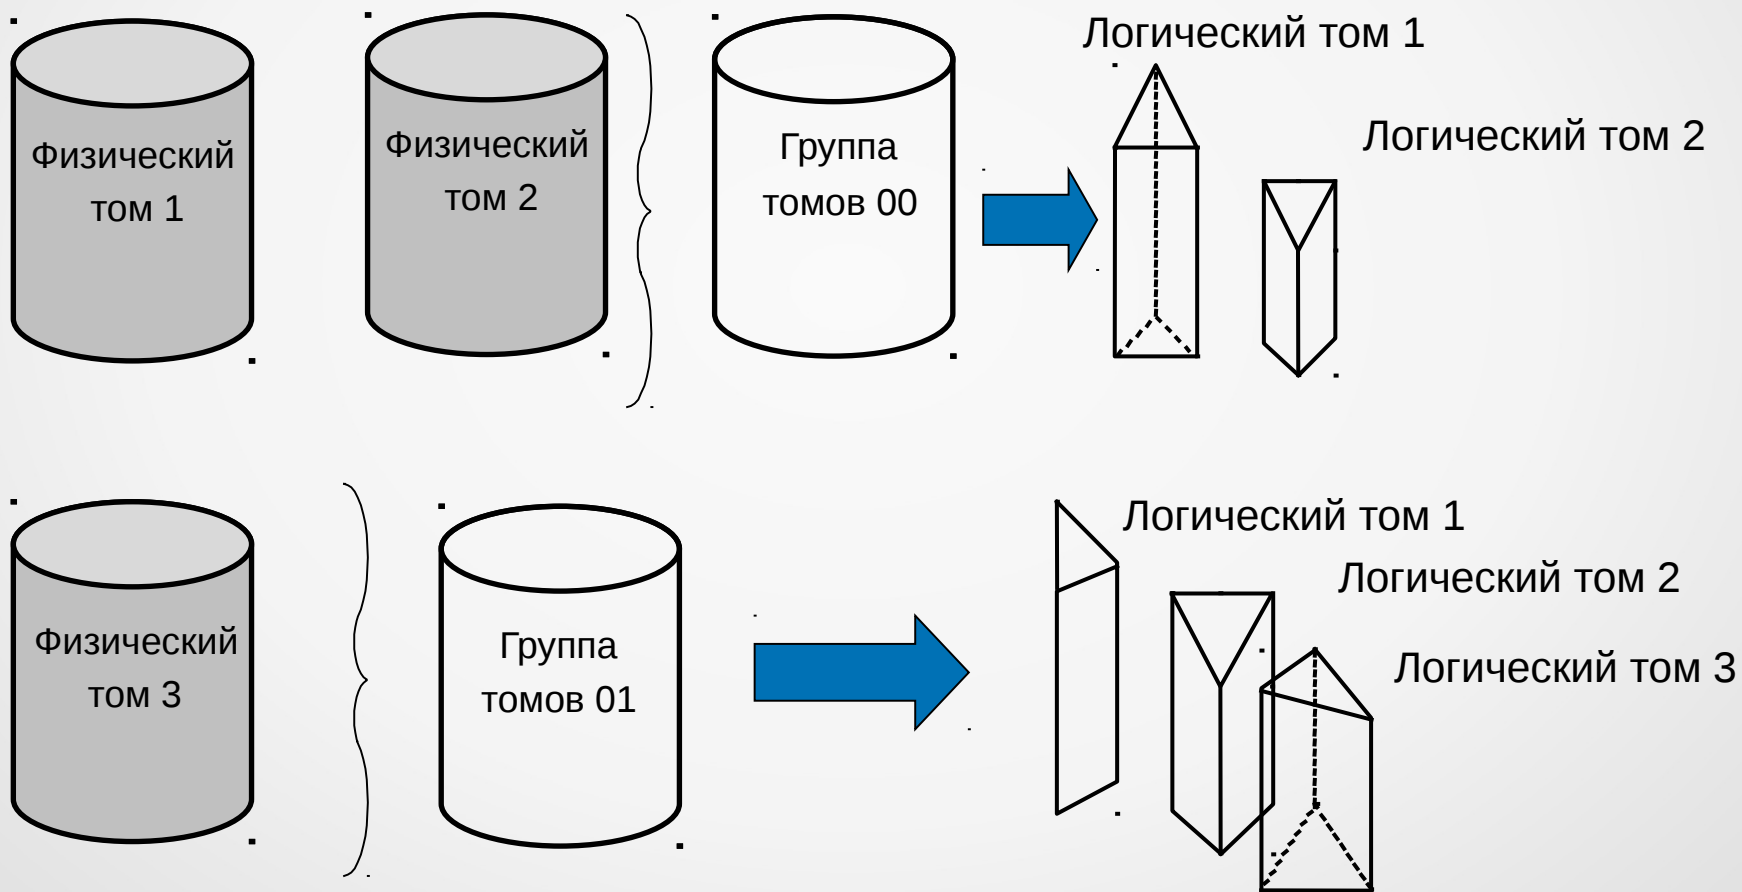 Физический
том 1
Физический
том 2
Группа
томов 00
Логический том 1
Логический том 2
Физический
том 3
Группа
томов 01
Логический том 1
Логический том 2
Логический том 3